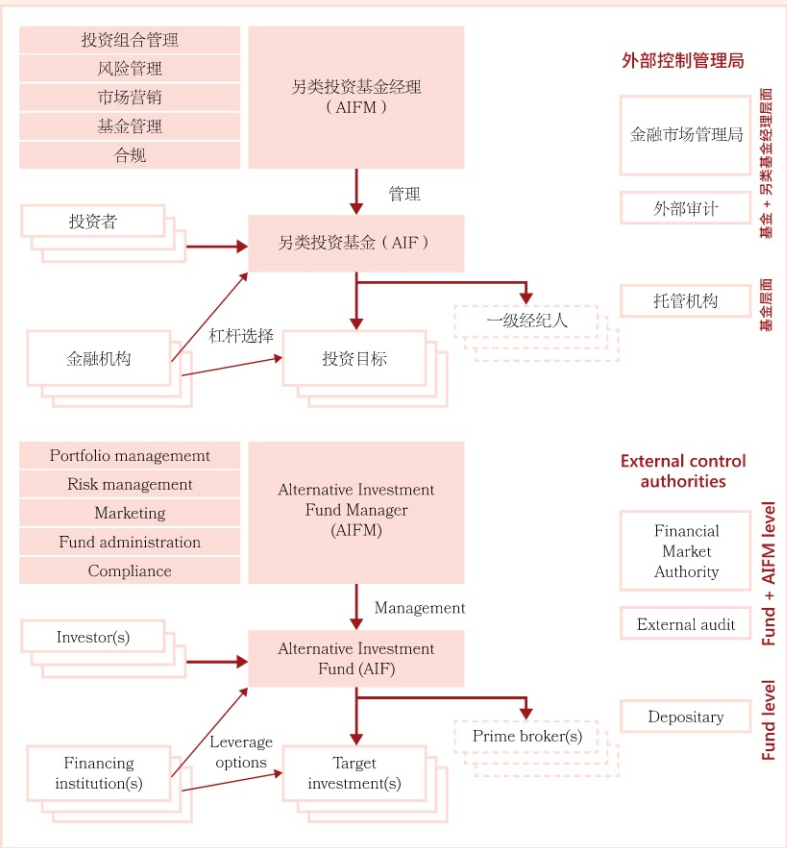 投资组合管理
风险管理
市场营销
基金管理
合规
另类投资基金经理
（AIFM）
管理
投资者
另类投资基金（AIF）
金融机构
杠杆选择
投资目标
一级经纪人
外部控制管理局
金融市场管理局
外部审计
基金 + 另类基金经理层面
托管机构
基金层面
Portfolio managememt
Risk management
Marketing
Fund administration
Compliance
Alternative Investment
Fund Manager
(AIFM)
Management
Investor(s)
Alternative Investment
Fund (AIF)
Financing
institution(s)
Leverage
options
Target
investment(s)
Prime broker(s)
External control
authorities
Financial
Market
Authority
External audit
Fund + AIFM level
Depositary
Fund level